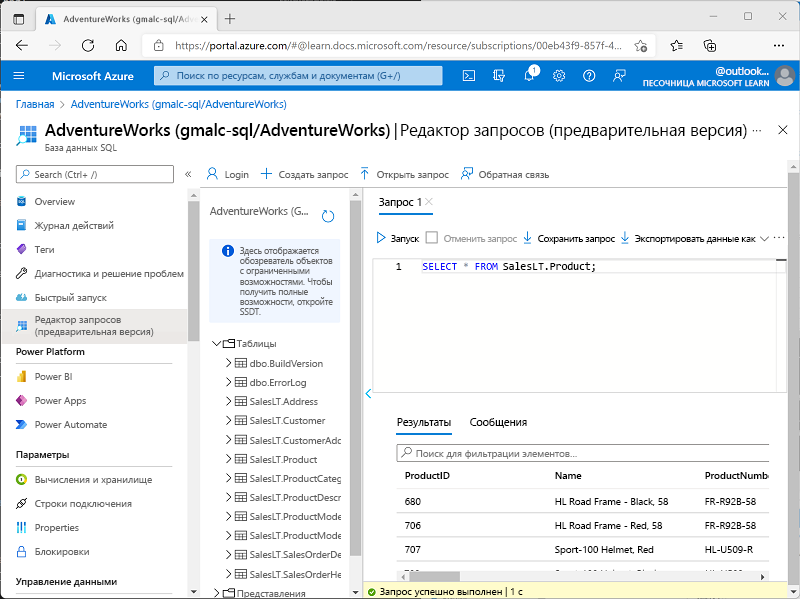 AdventureWorks (gmalc-sql/Adven
https://portal.azure.com/#@learn.docs.microsoft.com/resource/subscriptions/00eb43f9-857f-4...
Microsoft Azure
Поиск по ресурсам, службам и документам (G+/)
1
@outlook...
ПЕСОЧНИЦА MICROSOFT LEARN
Главная > AdventureWorks (gmalc-sql/AdventureWorks)
AdventureWorks (gmalc-sql/AdventureWorks) | Редактор запросов (предварительная версия) ...
База данных SQL
Search (Ctrl+ /)
Overview
Журнал действий
Теги
Диагностика и решение проблем
Быстрый запуск
Редактор запросов
(предварительная версия)
Power Platform
Power BI
Power Apps
Power Automate
Параметры
Вычисления и хранилище
Строки подключения
Properties
Блокировки
Управление данными
Login
Создать запрос
Открыть запрос
Обратная связь
AdventureWorks (G...
Здесь отображается
обозреватель объектов
с ограниченными
возможностями. Чтобы
получить полные
возможности, откройте
SSDT.
Таблицы
dbo.BuildVersion
dbo.ErrorLog
SalesLT.Address
SalesLT.Customer
SalesLT.CustomerAdd
SalesLT.Product
SalesLT.ProductCateg
SalesLT.ProductDescr
SalesLT.ProductMode
SalesLT.ProductMode
SalesLT.SalesOrderDe
SalesLT.SalesOrderHe
Представления
Запрос 1
Запуск
Отменить запрос
Сохранить запрос
Экспортировать данные как
...
1 SELECT * FROM SalesLT.Product;
Результаты
Сообщения
Поиск для фильтрации элементов...
ProductID Name ProductNumbe
680 HL Road Frame - Black, 58 FR-R92B-58
706 HL Road Frame - Red, 58 FR-R92B-58
707 Sport-100 Helmet, Red HL-U509-R
Запрос успешно выполнен | 1 с